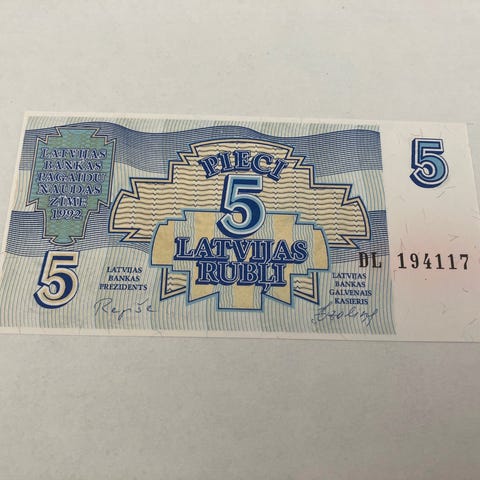 LATVIJAS
BANKAS
PAGAIDU
NAUDAS
ZĪME
1992
PIECI
5
LATVIJAS
RUBĻI
5
5
DL 194117
LATVIJAS
BANKAS
PREZIDENTS
LATVIJAS
BANKAS
GALVENAIS
KASIERIS